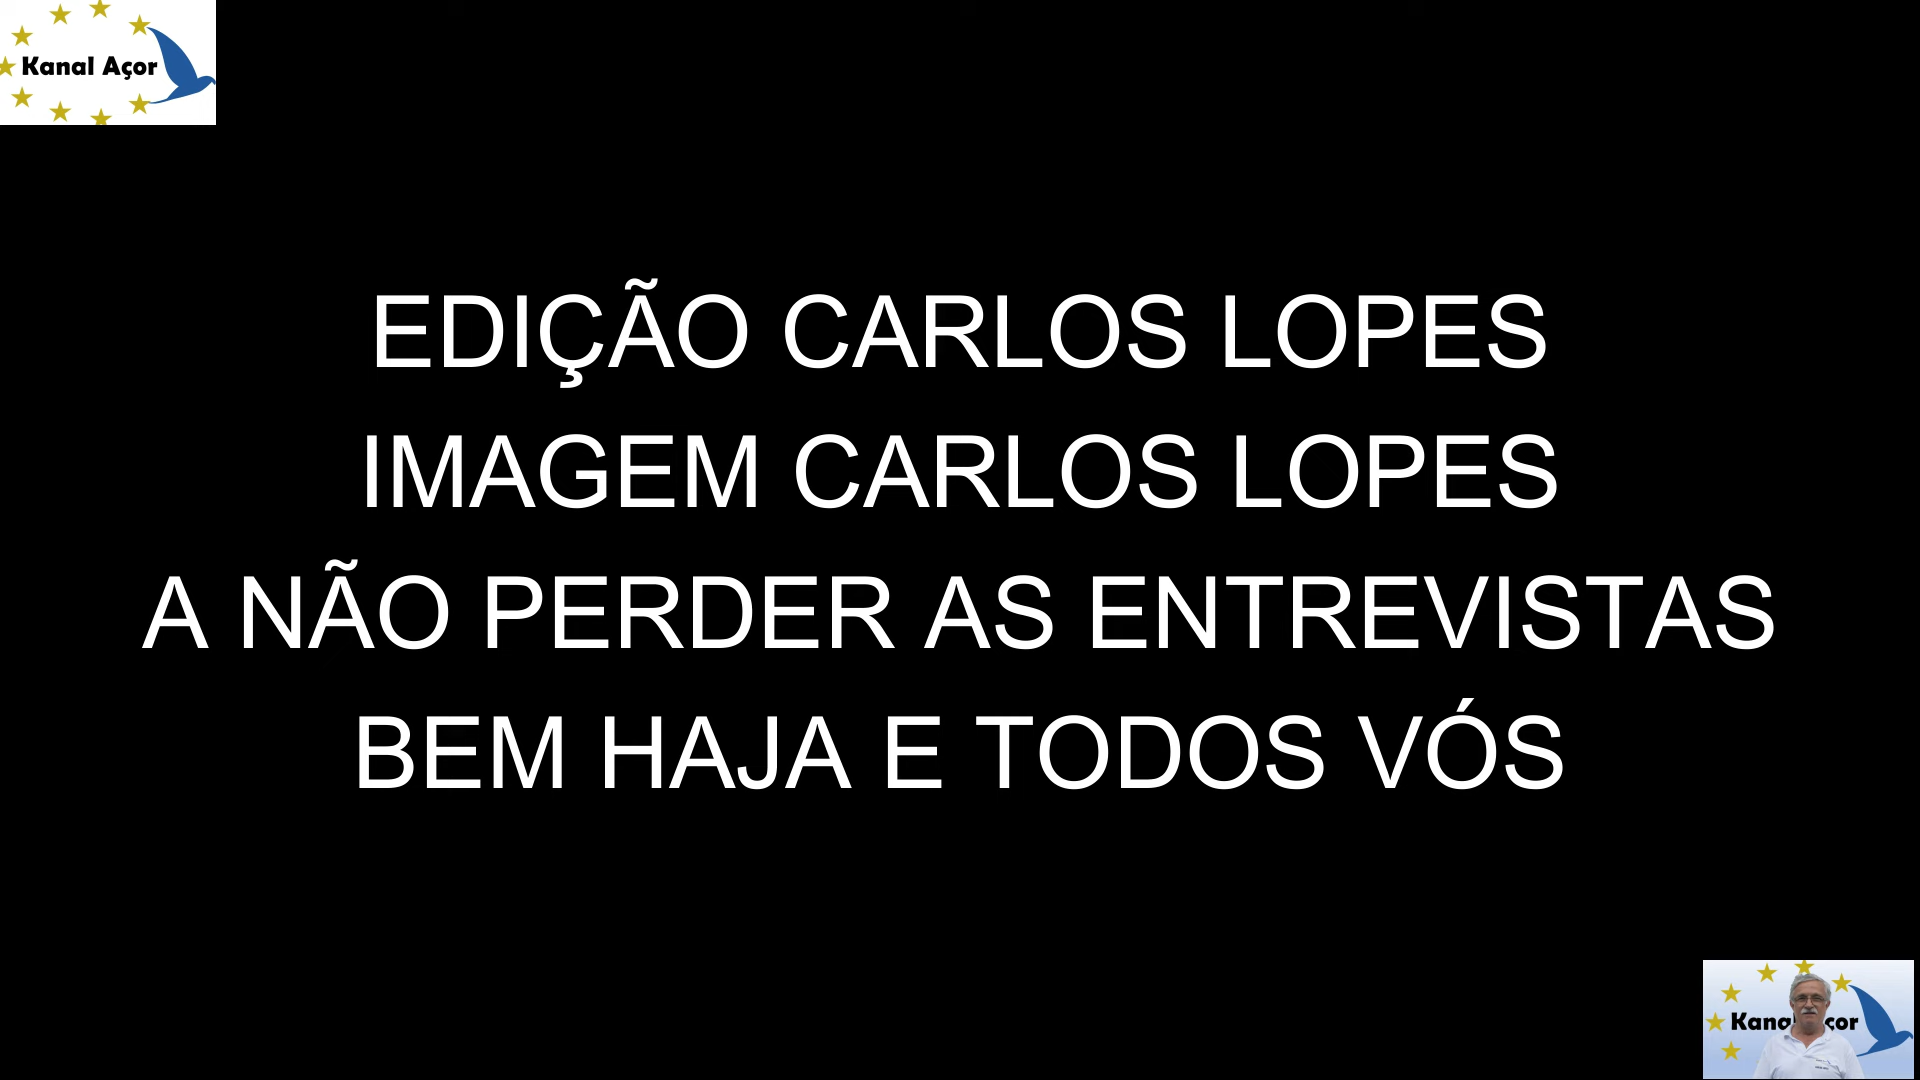 Kanal Açor
EDIÇÃO CARLOS LOPES
IMAGEM CARLOS LOPES
A NÃO PERDER AS ENTREVISTAS
BEM HAJA E TODOS VÓS